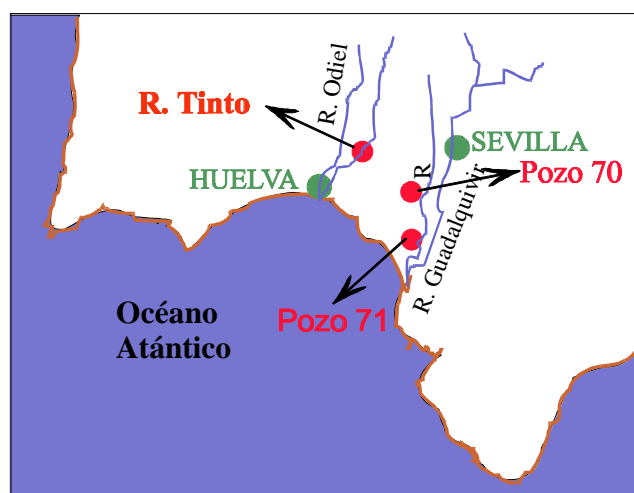 R. Odiel
R. Tinto
SEVILLA
HUELVA
R
Pozo 70
R. Guadalquivir
Pozo 71
Océano
Atántico